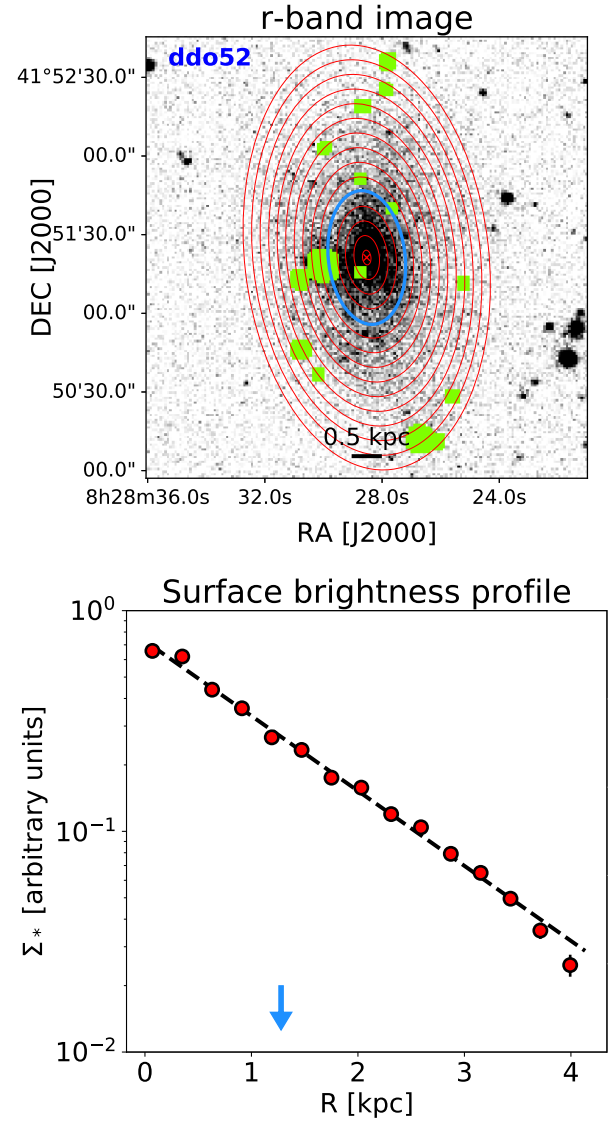 r-band image
ddo52
41°52'30.0"
00.0"
51'30.0"
00.0"
50'30.0"
00.0"
DEC [J2000]
0.5 kpc
8h28m36.0s 32.0s 28.0s 24.0s
RA [J2000]
Surface brightness profile
10⁰
10⁻¹
10⁻²
Σ* [arbitrary units]
0 1 2 3 4
R [kpc]